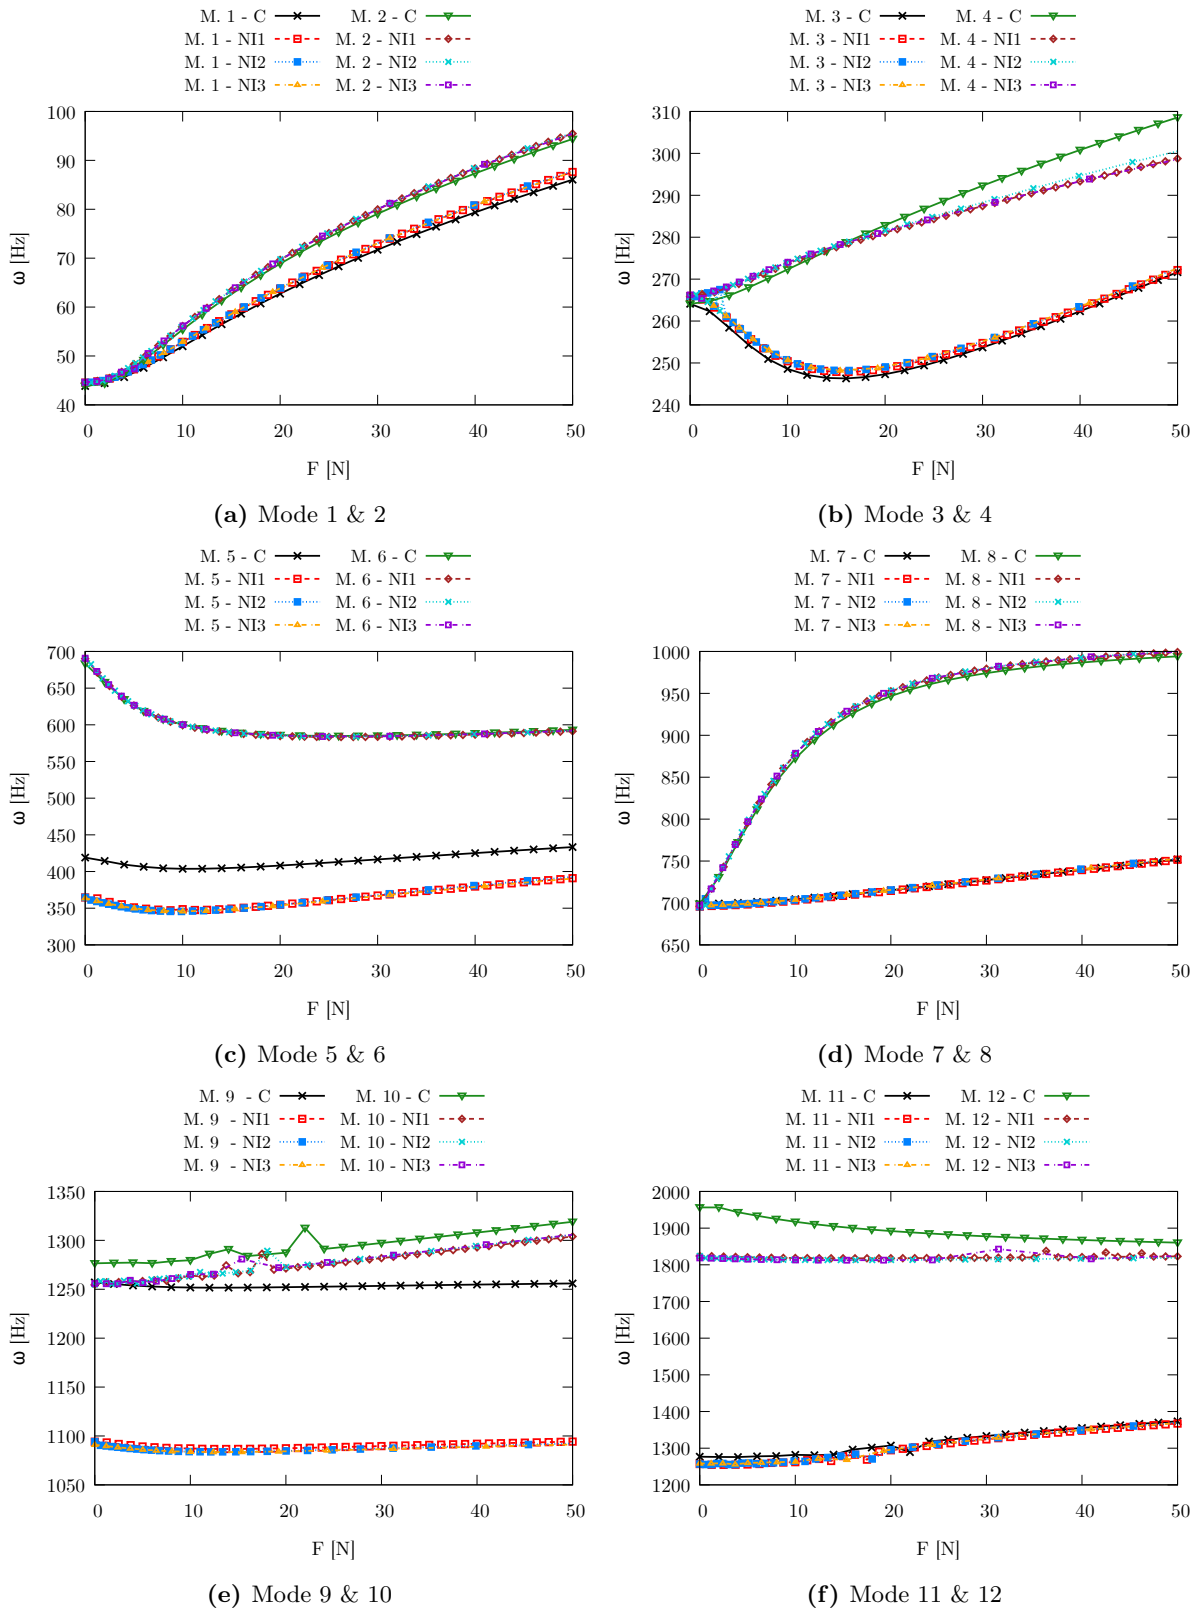 M. 1 - C M. 2 - C
M. 1 - NI1 M. 2 - NI1
M. 1 - NI2 M. 2 - NI2
M. 1 - NI3 M. 2 - NI3
100
90
80
70
60
50
40
ω [Hz]
0 10 20 30 40 50
F [N]
(a) Mode 1 & 2
M. 3 - C M. 4 - C
M. 3 - NI1 M. 4 - NI1
M. 3 - NI2 M. 4 - NI2
M. 3 - NI3 M. 4 - NI3
310
300
290
280
270
260
250
240
ω [Hz]
0 10 20 30 40 50
F [N]
(b) Mode 3 & 4
M. 5 - C M. 6 - C
M. 5 - NI1 M. 6 - NI1
M. 5 - NI2 M. 6 - NI2
M. 5 - NI3 M. 6 - NI3
700
650
600
550
500
450
400
350
300
ω [Hz]
0 10 20 30 40 50
F [N]
(c) Mode 5 & 6
M. 7 - C M. 8 - C
M. 7 - NI1 M. 8 - NI1
M. 7 - NI2 M. 8 - NI2
M. 7 - NI3 M. 8 - NI3
1000
950
900
850
800
750
700
650
ω [Hz]
0 10 20 30 40 50
F [N]
(d) Mode 7 & 8
M. 9 - C M. 10 - C
M. 9 - NI1 M. 10 - NI1
M. 9 - NI2 M. 10 - NI2
M. 9 - NI3 M. 10 - NI3
1350
1300
1250
1200
1150
1100
1050
ω [Hz]
0 10 20 30 40 50
F [N]
(e) Mode 9 & 10
M. 11 - C M. 12 - C
M. 11 - NI1 M. 12 - NI1
M. 11 - NI2 M. 12 - NI2
M. 11 - NI3 M. 12 - NI3
2000
1900
1800
1700
1600
1500
1400
1300
1200
ω [Hz]
0 10 20 30 40 50
F [N]
(f) Mode 11 & 12